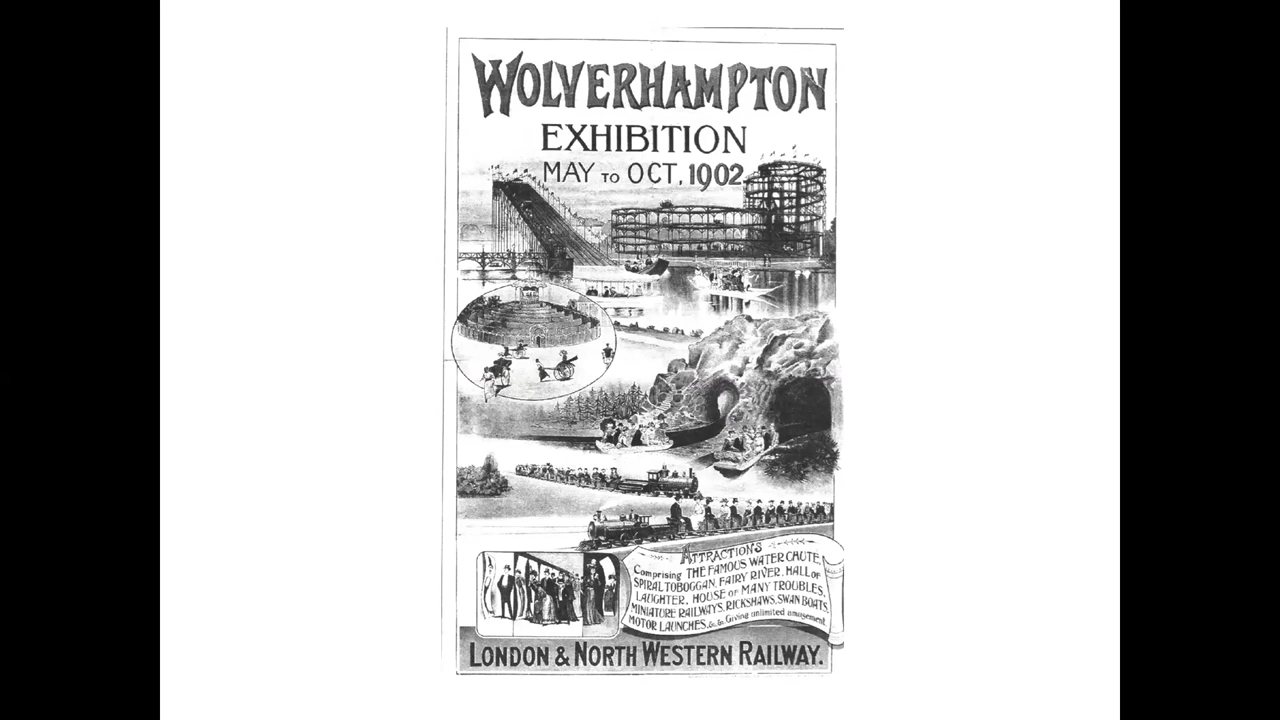 WOLVERHAMPTON
EXHIBITION
MAY TO OCT, 1902
ATTRACTIONS
Comprising THE FAMOUS WATER CHUTE,
SPIRAL TOBOGGAN, FAIRY RIVER, HALL OF
LAUGHTER, HOUSE OF MANY TROUBLES,
MINIATURE RAILWAYS, RICKSHAWS, SWAN BOATS,
MOTOR LAUNCHES, &c. &c. Giving unlimited amusement
LONDON & NORTH WESTERN RAILWAY.